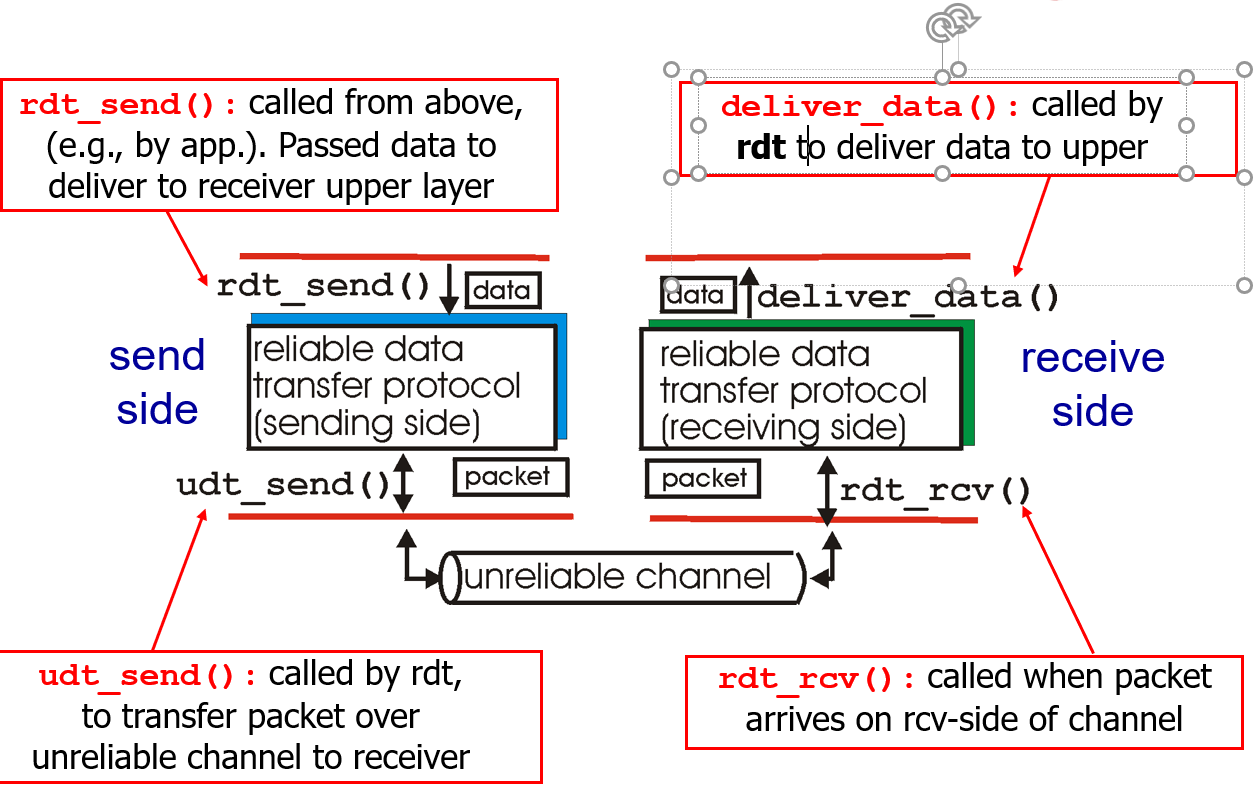 rdt_send(): called from above,
(e.g., by app.). Passed data to
deliver to receiver upper layer
deliver_data(): called by
rdt to deliver data to upper
rdt_send()
data
data
deliver_data()
send
side
reliable data
transfer protocol
(sending side)
reliable data
transfer protocol
(receiving side)
receive
side
udt_send()
packet
packet
rdt_rcv()
unreliable channel
udt_send(): called by rdt,
to transfer packet over
unreliable channel to receiver
rdt_rcv(): called when packet
arrives on rcv-side of channel